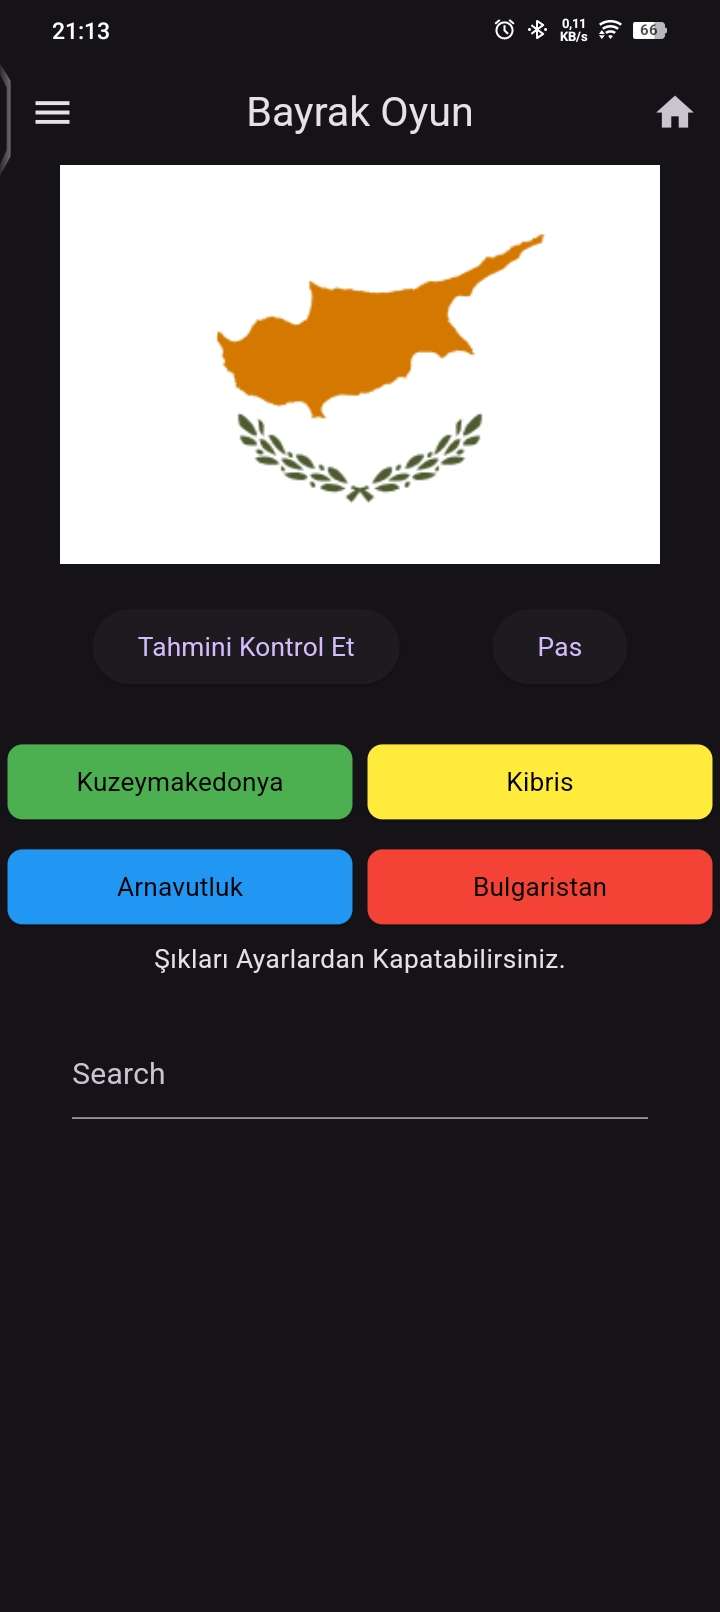 21:13
0,11
KB/s
66
Bayrak Oyun
Tahmini Kontrol Et
Pas
Kuzeymakedonya
Kibris
Arnavutluk
Bulgaristan
Şıkları Ayarlardan Kapatabilirsiniz.
Search